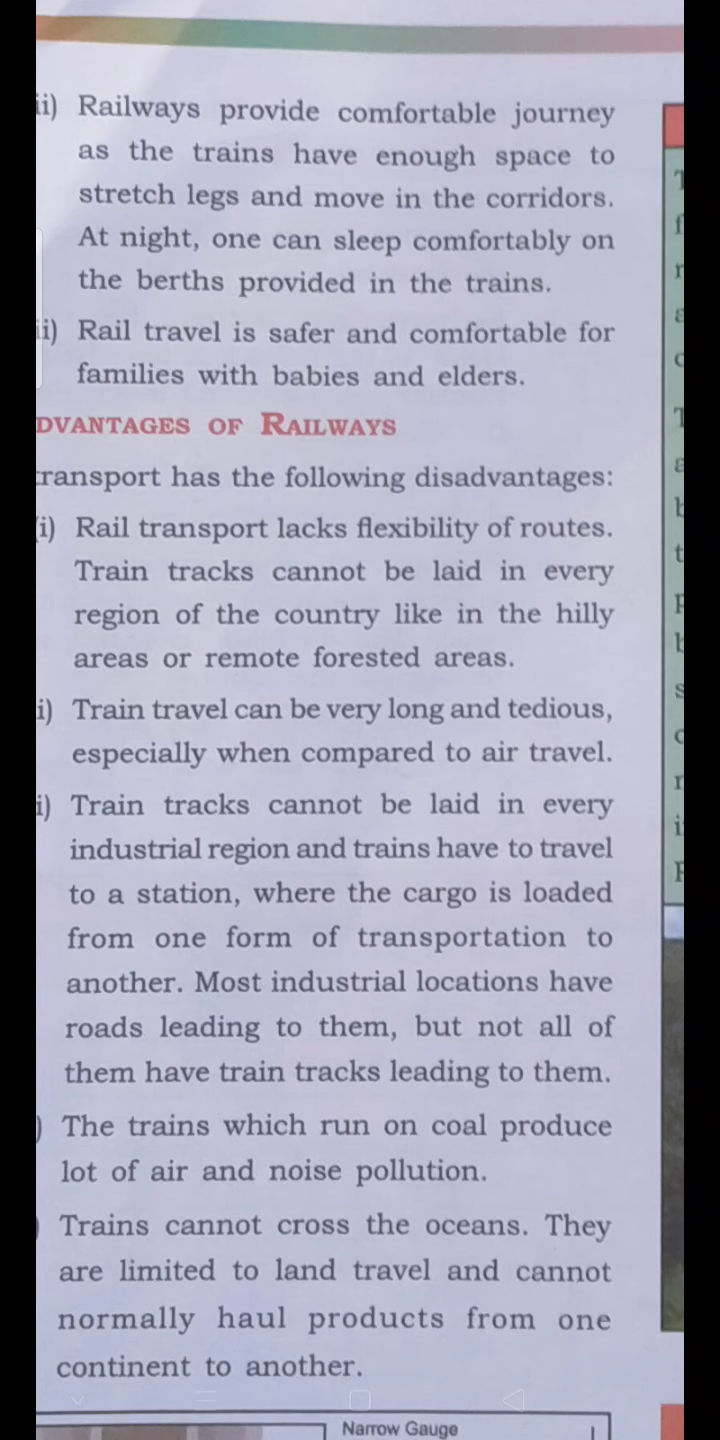 ii) Railways provide comfortable journey
as the trains have enough space to
stretch legs and move in the corridors.
At night, one can sleep comfortably on
the berths provided in the trains.
ii) Rail travel is safer and comfortable for
families with babies and elders.
DVANTAGES OF RAILWAYS
transport has the following disadvantages:
(i) Rail transport lacks flexibility of routes.
Train tracks cannot be laid in every
region of the country like in the hilly
areas or remote forested areas.
i) Train travel can be very long and tedious,
especially when compared to air travel.
i) Train tracks cannot be laid in every
industrial region and trains have to travel
to a station, where the cargo is loaded
from one form of transportation to
another. Most industrial locations have
roads leading to them, but not all of
them have train tracks leading to them.
) The trains which run on coal produce
lot of air and noise pollution.
) Trains cannot cross the oceans. They
are limited to land travel and cannot
normally haul products from one
continent to another.
Narrow Gauge